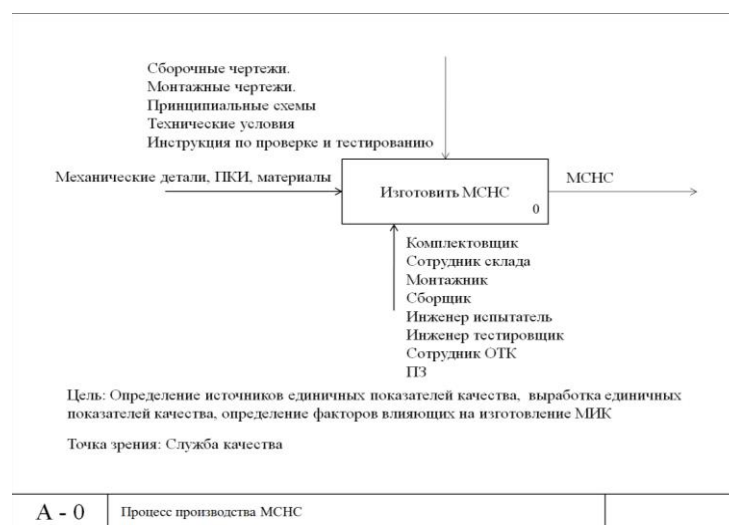 Сборочные чертежи.
Монтажные чертежи.
Принципиальные схемы
Технические условия
Инструкция по проверке и тестированию
Механические детали, ПКИ, материалы
Изготовить МСНС
0
МСНС
Комплектовщик
Сотрудник склада
Монтажник
Сборщик
Инженер испытатель
Инженер тестировщик
Сотрудник ОТК
ПЗ
Цель: Определение источников единичных показателей качества, выработка единичных
показателей качества, определение факторов влияющих на изготовление МИК
Точка зрения: Служба качества
А - 0
Процесс производства МСНС